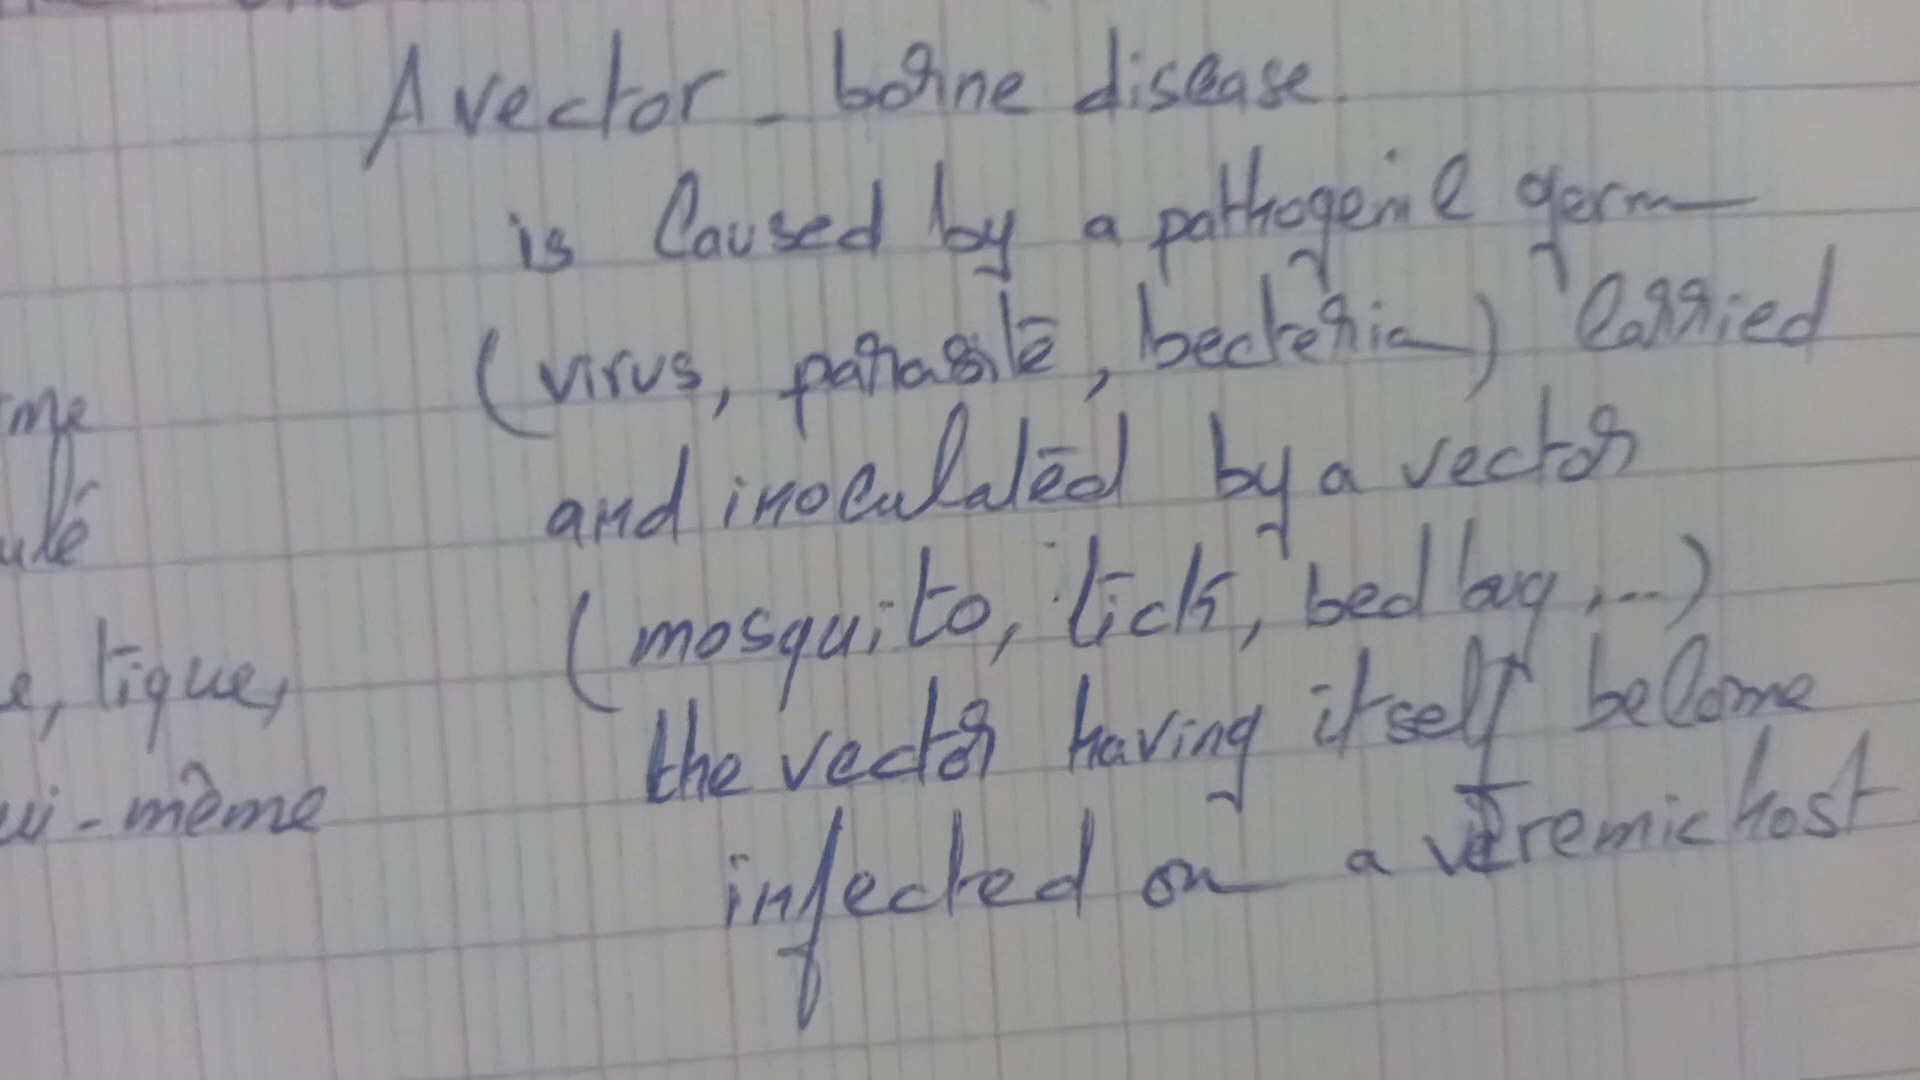 A vector - borne disease.
is Caused by a pathogenic germ
(virus, parasite, becteria) Carried
me
and inoculated by a vector
ulé
(mosquito, tick, bed bug, ...)
e, tique,
the vector having itself beCome
ui-même
infected on a viremic host